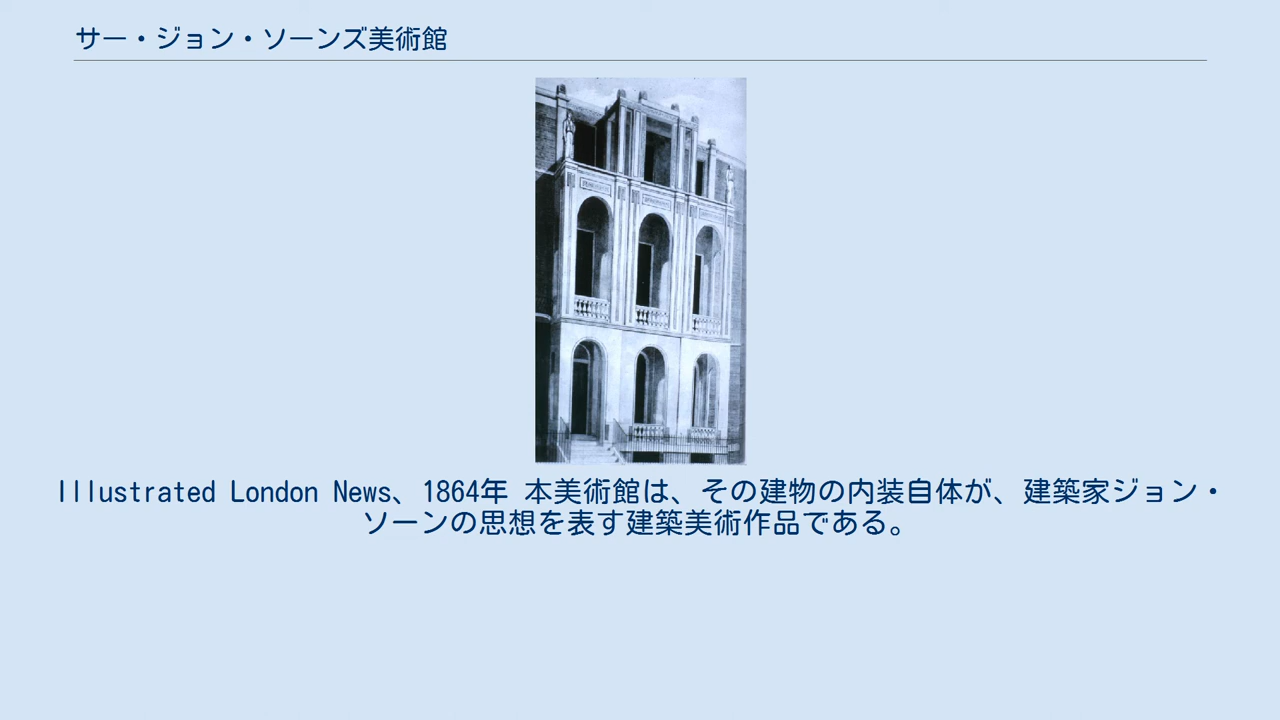 サー・ジョン・ソーンズ美術館
Illustrated London News、1864年 本美術館は、その建物の内装自体が、建築家ジョン・
ソーンの思想を表す建築美術作品である。